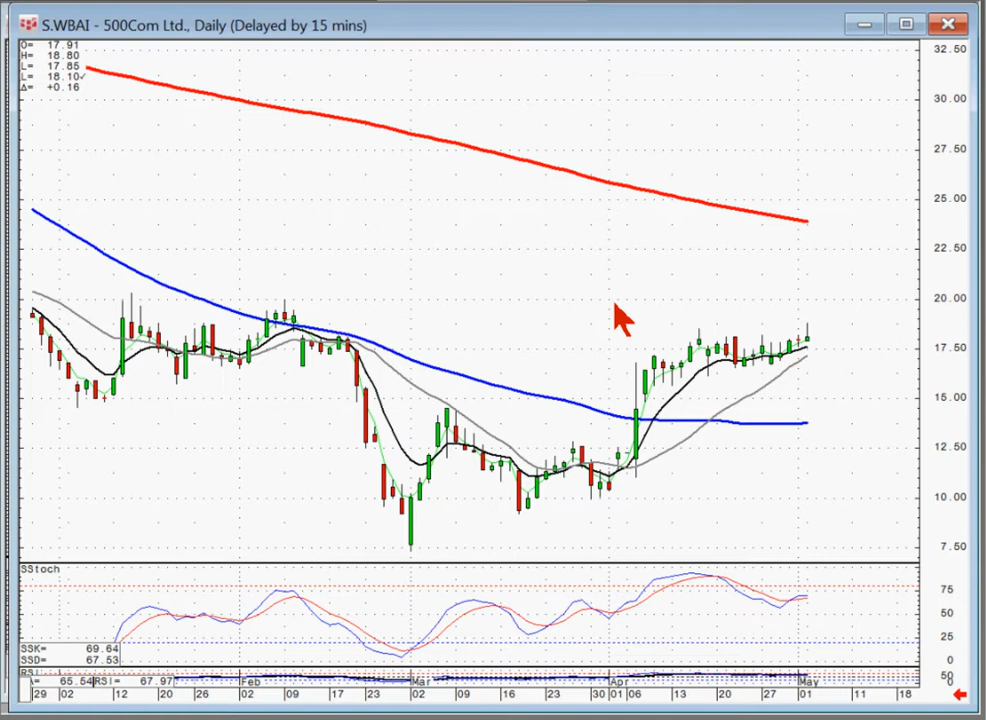 S.WBAI - 500Com Ltd., Daily (Delayed by 15 mins)
O= 17.91
H= 18.80
L= 17.85
L= 18.10✓
Δ= +0.16
32.50
30.00
27.50
25.00
22.50
20.00
17.50
15.00
12.50
10.00
7.50
SStoch
75
50
25
0
SSK= 69.64
SSD= 67.53
RSI
= 65.54 RSI= 67.97
50
0
Feb Mar Apr May
29 02 12 20 26 02 09 17 23 02 09 16 23 30 01 06 13 20 27 01 11 18